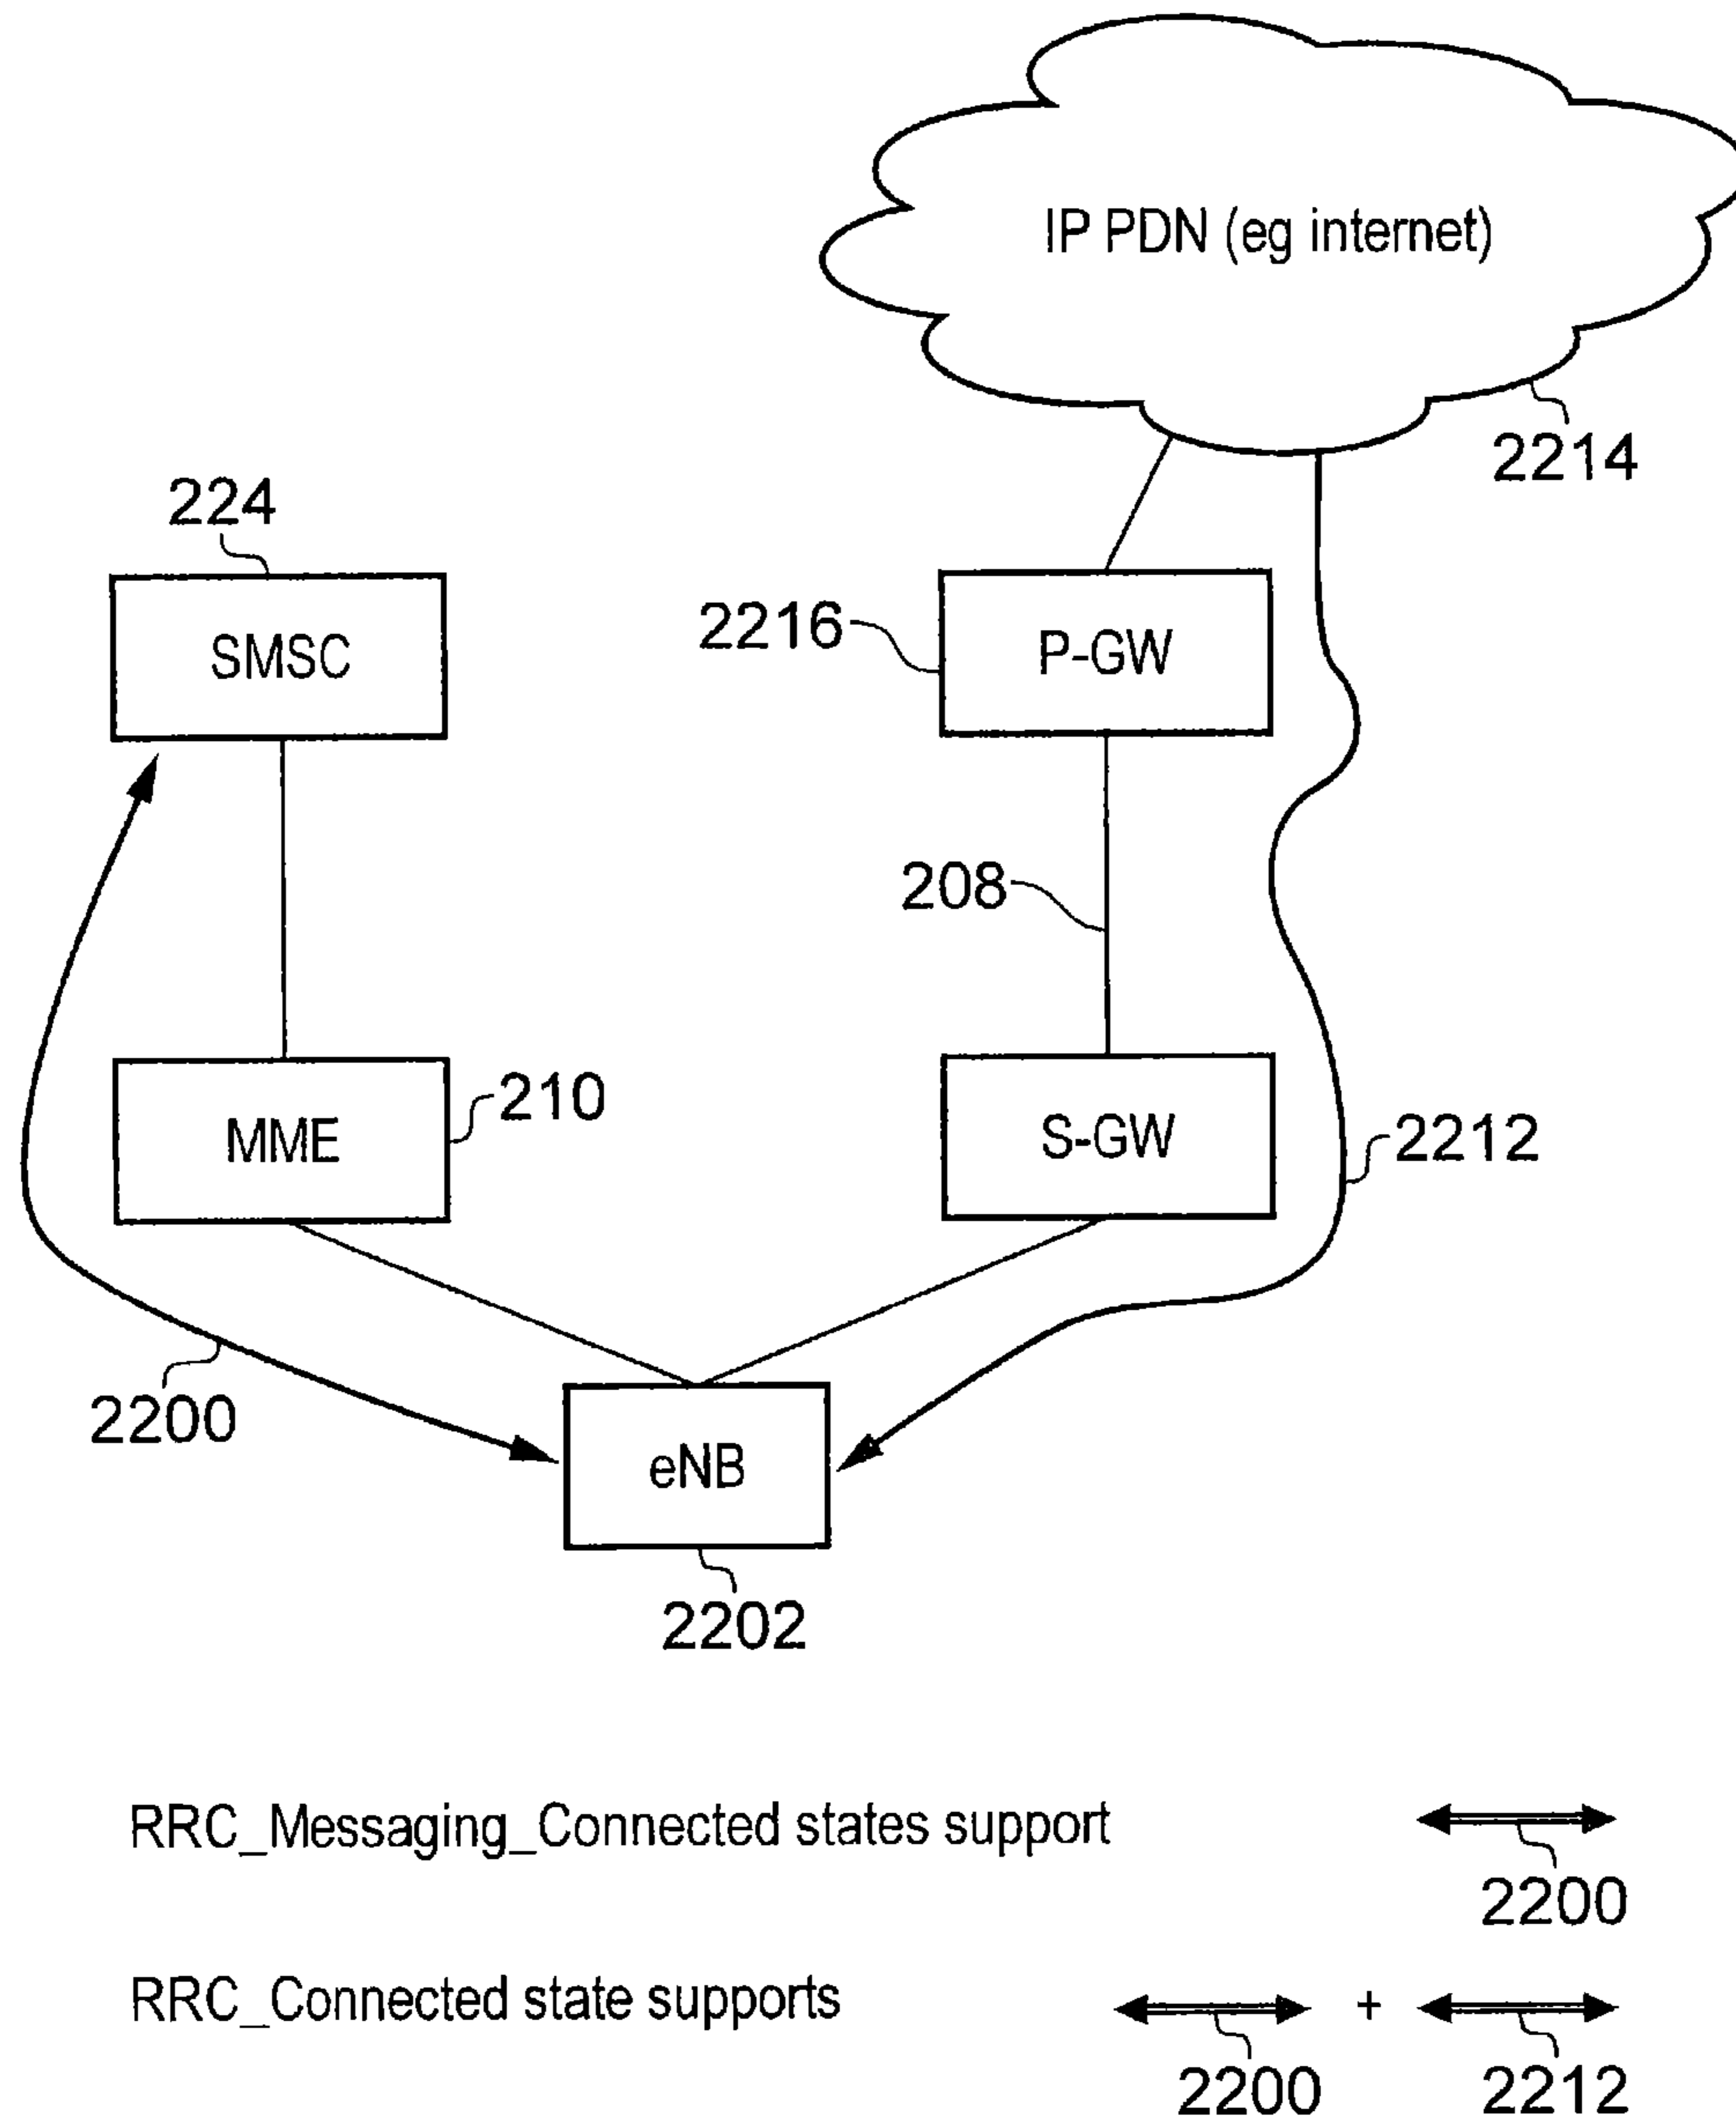 IP PDN (eg internet)
2214
224
SMSC
2216
P-GW
208
MME
210
S-GW
2212
2200
eNB
2202
RRC_Messaging_Connected states support
2200
RRC_Connected state supports
+
2200
2212